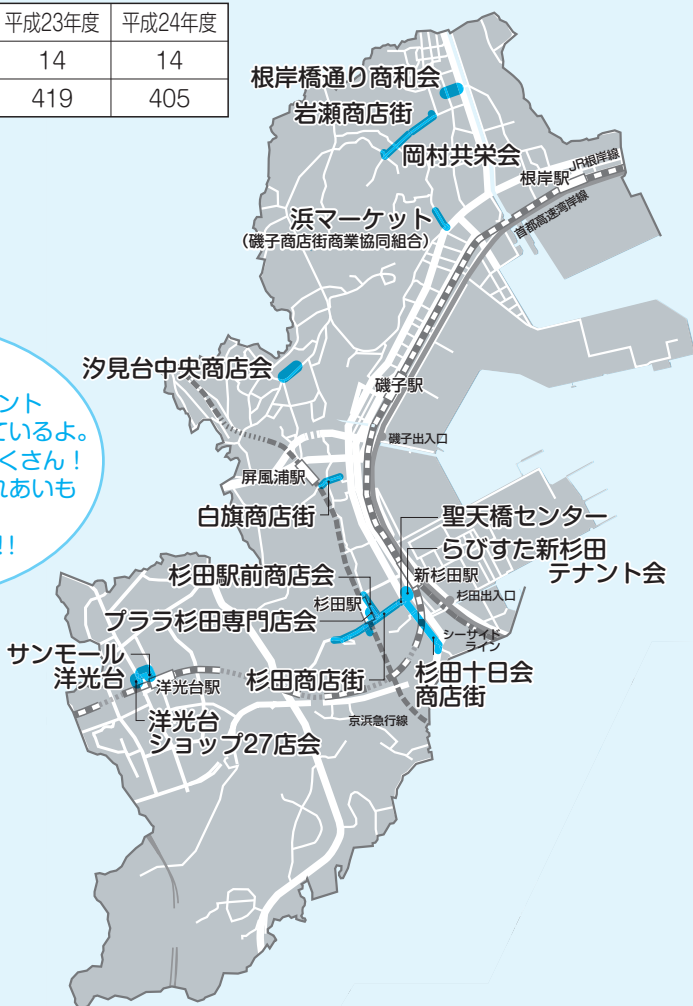 平成23年度 平成24年度
14 14
419 405
根岸橋通り商和会
岩瀬商店街
岡村共栄会
根岸駅
JR根岸線
首都高速湾岸線
浜マーケット
(磯子商店街商業協同組合)
汐見台中央商店会
ント
ているよ。
くさん!
れあいも
!!
磯子駅
磯子出入口
屏風浦駅
白旗商店街
聖天橋センター
らびすた新杉田
テナント会
新杉田駅
杉田出入口
杉田駅前商店会
杉田駅
プララ杉田専門店会
シーサイド
ライン
サンモール
洋光台
洋光台駅
杉田商店街
杉田十日会
商店街
洋光台
ショップ27店会
京浜急行線